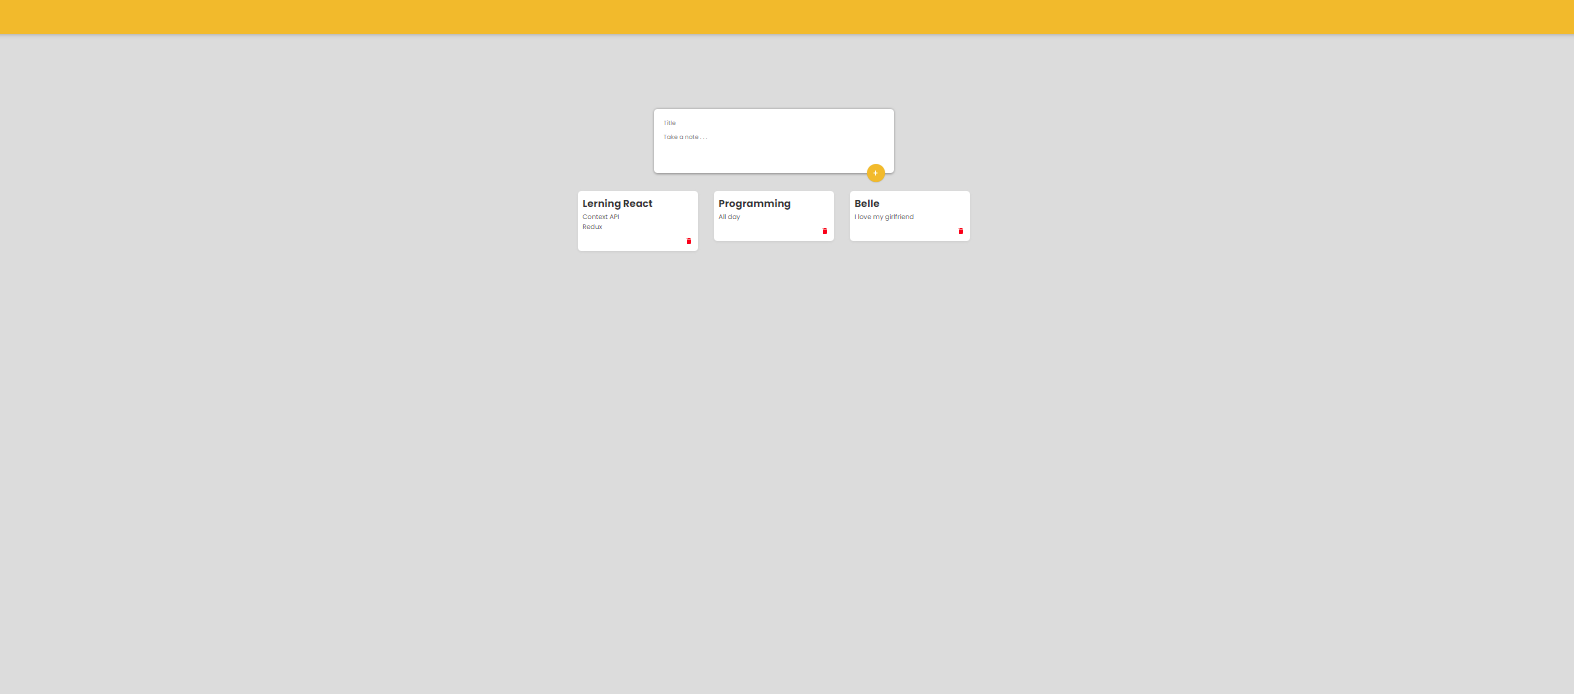 Title
Take a note. . .
+
Lerning React
Context API
Redux
Programming
All day
Belle
I love my girlfriend